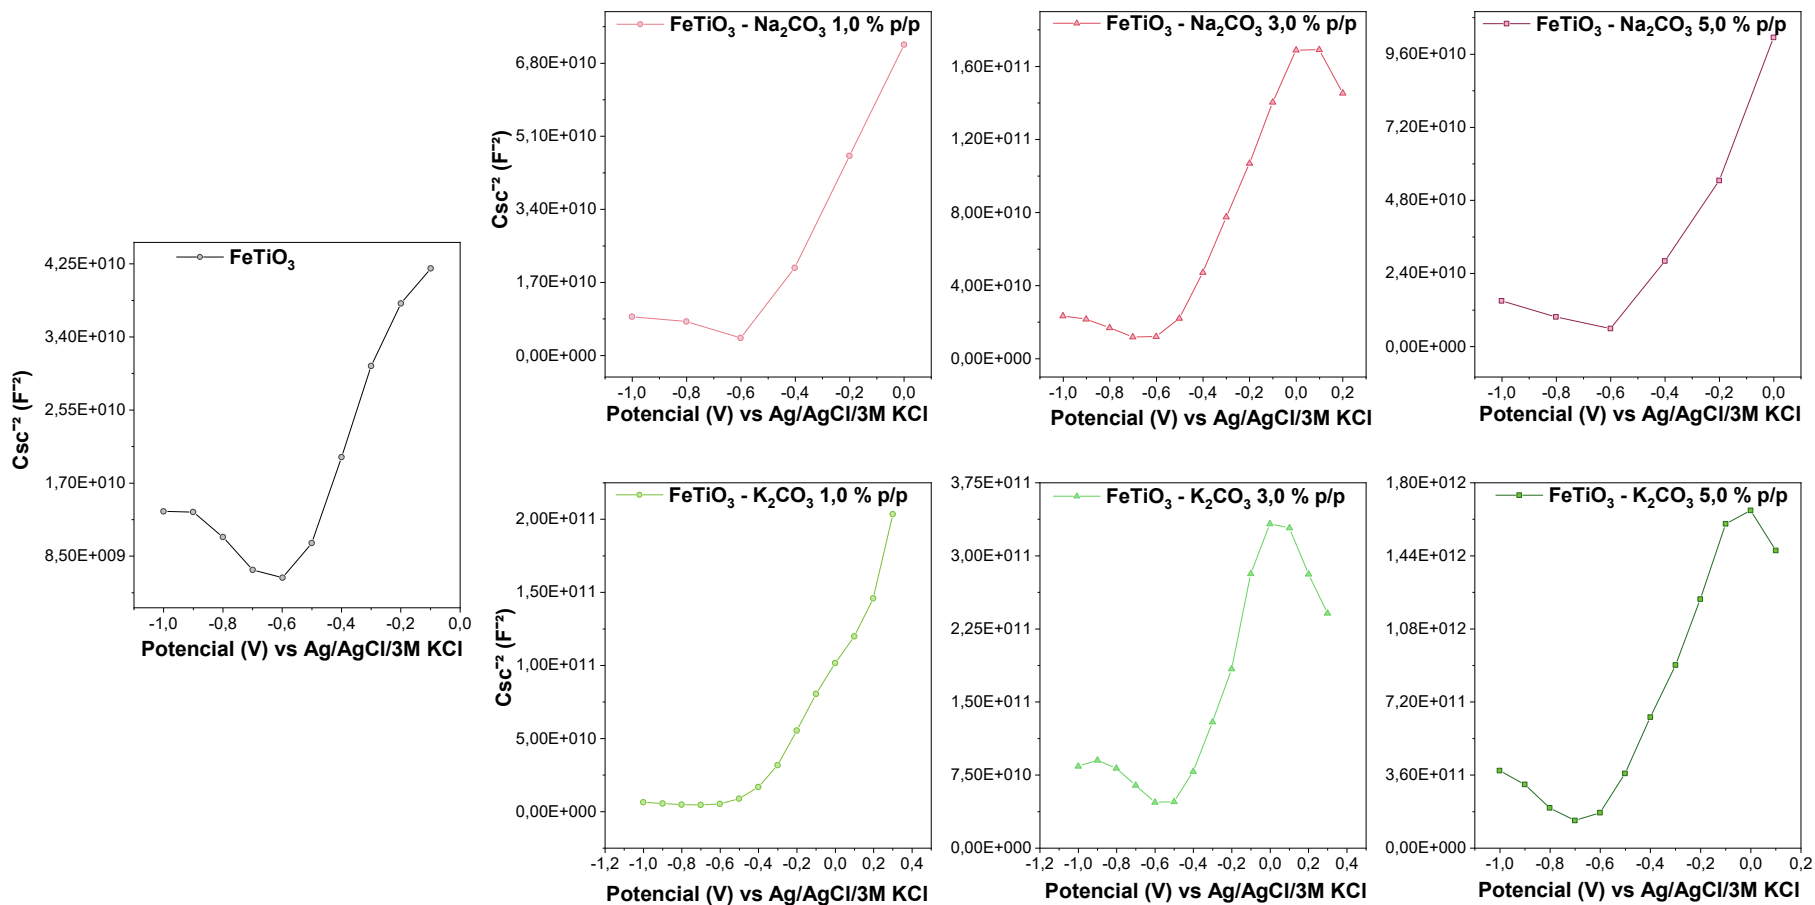 FeTiO₃
Csc⁻² (F⁻²)
4,25E+010
3,40E+010
2,55E+010
1,70E+010
8,50E+009
-1,0 -0,8 -0,6 -0,4 -0,2 0,0
Potencial (V) vs Ag/AgCl/3M KCl
FeTiO₃ - Na₂CO₃ 1,0 % p/p
Csc⁻² (F⁻²)
6,80E+010
5,10E+010
3,40E+010
1,70E+010
0,00E+000
-1,0 -0,8 -0,6 -0,4 -0,2 0,0
Potencial (V) vs Ag/AgCl/3M KCl
FeTiO₃ - Na₂CO₃ 3,0 % p/p
1,60E+011
1,20E+011
8,00E+010
4,00E+010
0,00E+000
-1,0 -0,8 -0,6 -0,4 -0,2 0,0 0,2
Potencial (V) vs Ag/AgCl/3M KCl
FeTiO₃ - Na₂CO₃ 5,0 % p/p
9,60E+010
7,20E+010
4,80E+010
2,40E+010
0,00E+000
-1,0 -0,8 -0,6 -0,4 -0,2 0,0
Potencial (V) vs Ag/AgCl/3M KCl
FeTiO₃ - K₂CO₃ 1,0 % p/p
Csc⁻² (F⁻²)
2,00E+011
1,50E+011
1,00E+011
5,00E+010
0,00E+000
-1,2 -1,0 -0,8 -0,6 -0,4 -0,2 0,0 0,2 0,4
Potencial (V) vs Ag/AgCl/3M KCl
FeTiO₃ - K₂CO₃ 3,0 % p/p
3,75E+011
3,00E+011
2,25E+011
1,50E+011
7,50E+010
0,00E+000
-1,2 -1,0 -0,8 -0,6 -0,4 -0,2 0,0 0,2 0,4
Potencial (V) vs Ag/AgCl/3M KCl
FeTiO₃ - K₂CO₃ 5,0 % p/p
1,80E+012
1,44E+012
1,08E+012
7,20E+011
3,60E+011
0,00E+000
-1,0 -0,8 -0,6 -0,4 -0,2 0,0 0,2
Potencial (V) vs Ag/AgCl/3M KCl